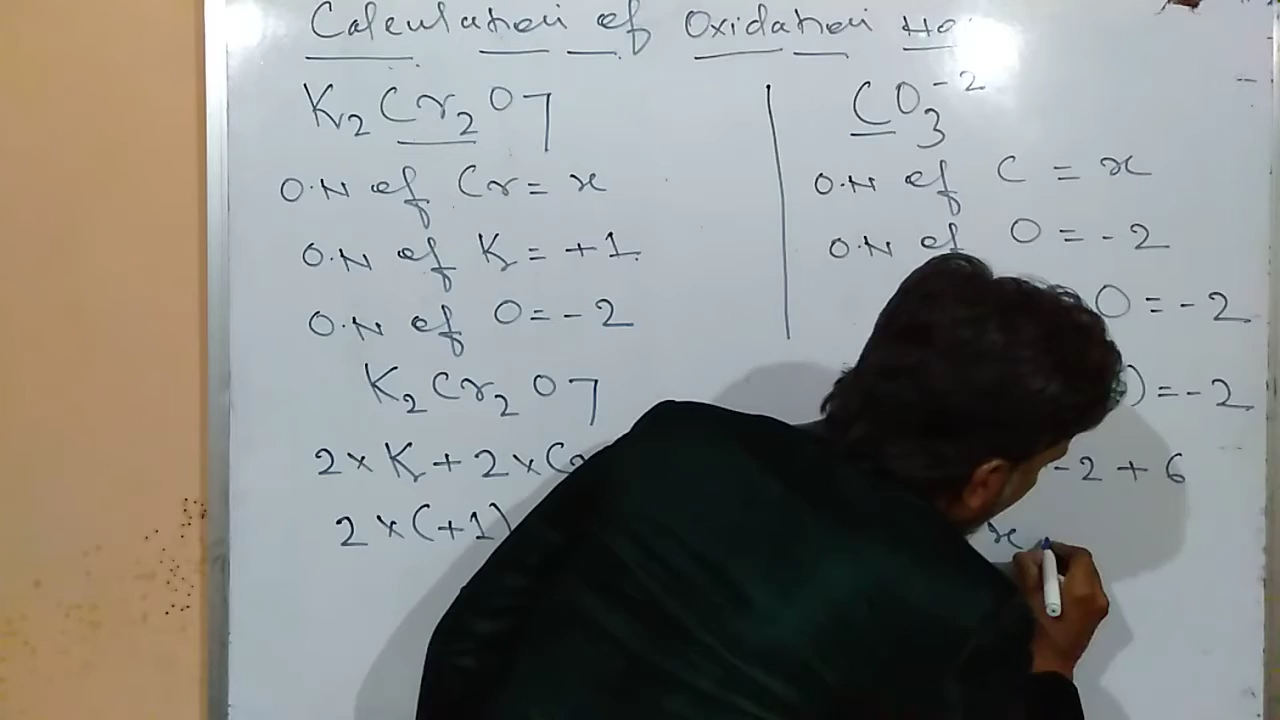 Calculation of Oxidation
K2Cr2O7
O.N of Cr = x
O.N of K = +1
O.N of O = -2
K2Cr2O7
2 x K + 2 x Cr
2 x (+1)
CO3-2
O.N of C = x
O.N of O = -2
O = -2
) = -2
-2 + 6
x